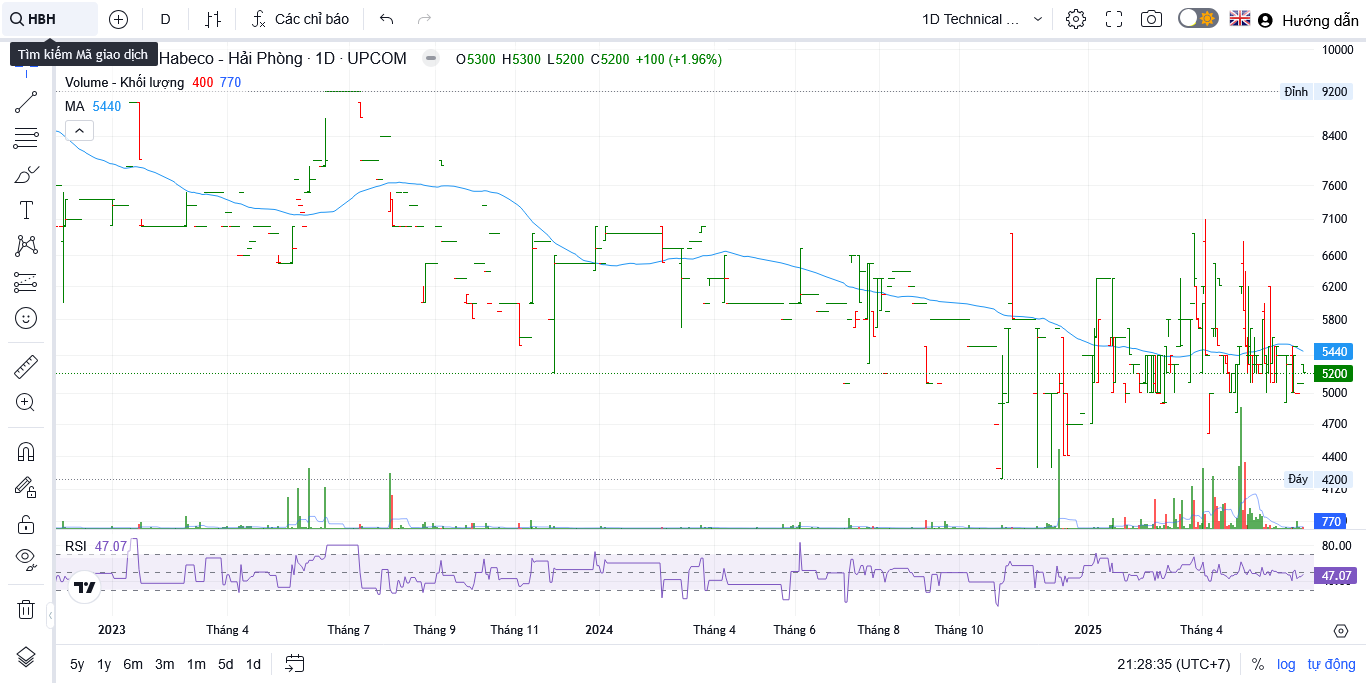 HBH
D
Các chỉ báo
1D Technical ...
Hướng dẫn
Tìm kiếm Mã giao dịch
Habeco - Hải Phòng · 1D · UPCOM
O5300 H5300 L5200 C5200 +100 (+1.96%)
Volume - Khối lượng 400 770
MA 5440
10000
Đỉnh 9200
8400
7600
7100
6600
6200
5800
5440
5200
5000
4700
4400
Đáy 4200
4120
770
RSI 47.07
80.00
47.07
2023
Tháng 4
Tháng 7
Tháng 9
Tháng 11
2024
Tháng 4
Tháng 6
Tháng 8
Tháng 10
2025
Tháng 4
5y 1y 6m 3m 1m 5d 1d
21:28:35 (UTC+7)
% log tự động